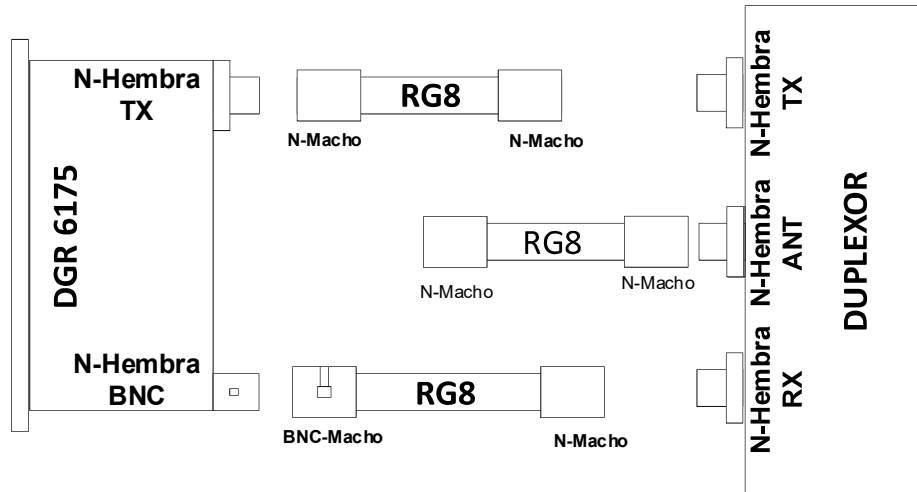 N-Hembra
TX
RG8
N-Macho
N-Macho
N-Hembra
TX
DGR 6175
RG8
N-Macho
N-Macho
N-Hembra
ANT
DUPLEXOR
N-Hembra
BNC
RG8
BNC-Macho
N-Macho
N-Hembra
RX